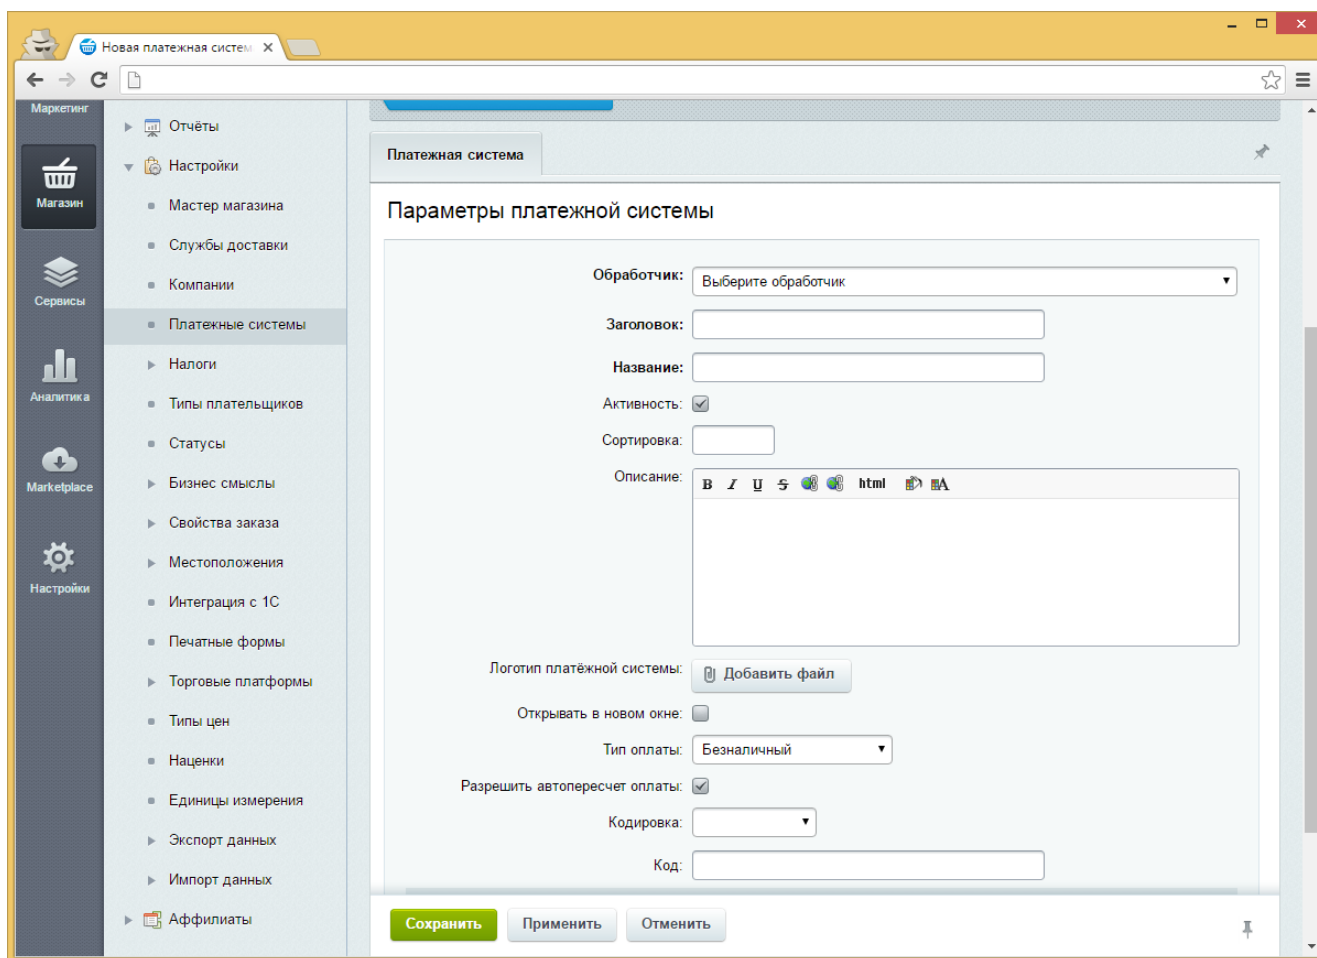 Новая платежная систем
Маркетинг
Магазин
Сервисы
Аналитика
Marketplace
Настройки
Отчёты
Настройки
Мастер магазина
Службы доставки
Компании
Платежные системы
Налоги
Типы плательщиков
Статусы
Бизнес смыслы
Свойства заказа
Местоположения
Интеграция с 1С
Печатные формы
Торговые платформы
Типы цен
Наценки
Единицы измерения
Экспорт данных
Импорт данных
Аффилиаты
Платежная система
Параметры платежной системы
Обработчик: Выберите обработчик
Заголовок:
Название:
Активность:
Сортировка:
Описание:
B I U S html A
Логотип платёжной системы: Добавить файл
Открывать в новом окне:
Тип оплаты: Безналичный
Разрешить автопересчет оплаты:
Кодировка:
Код:
Сохранить Применить Отменить